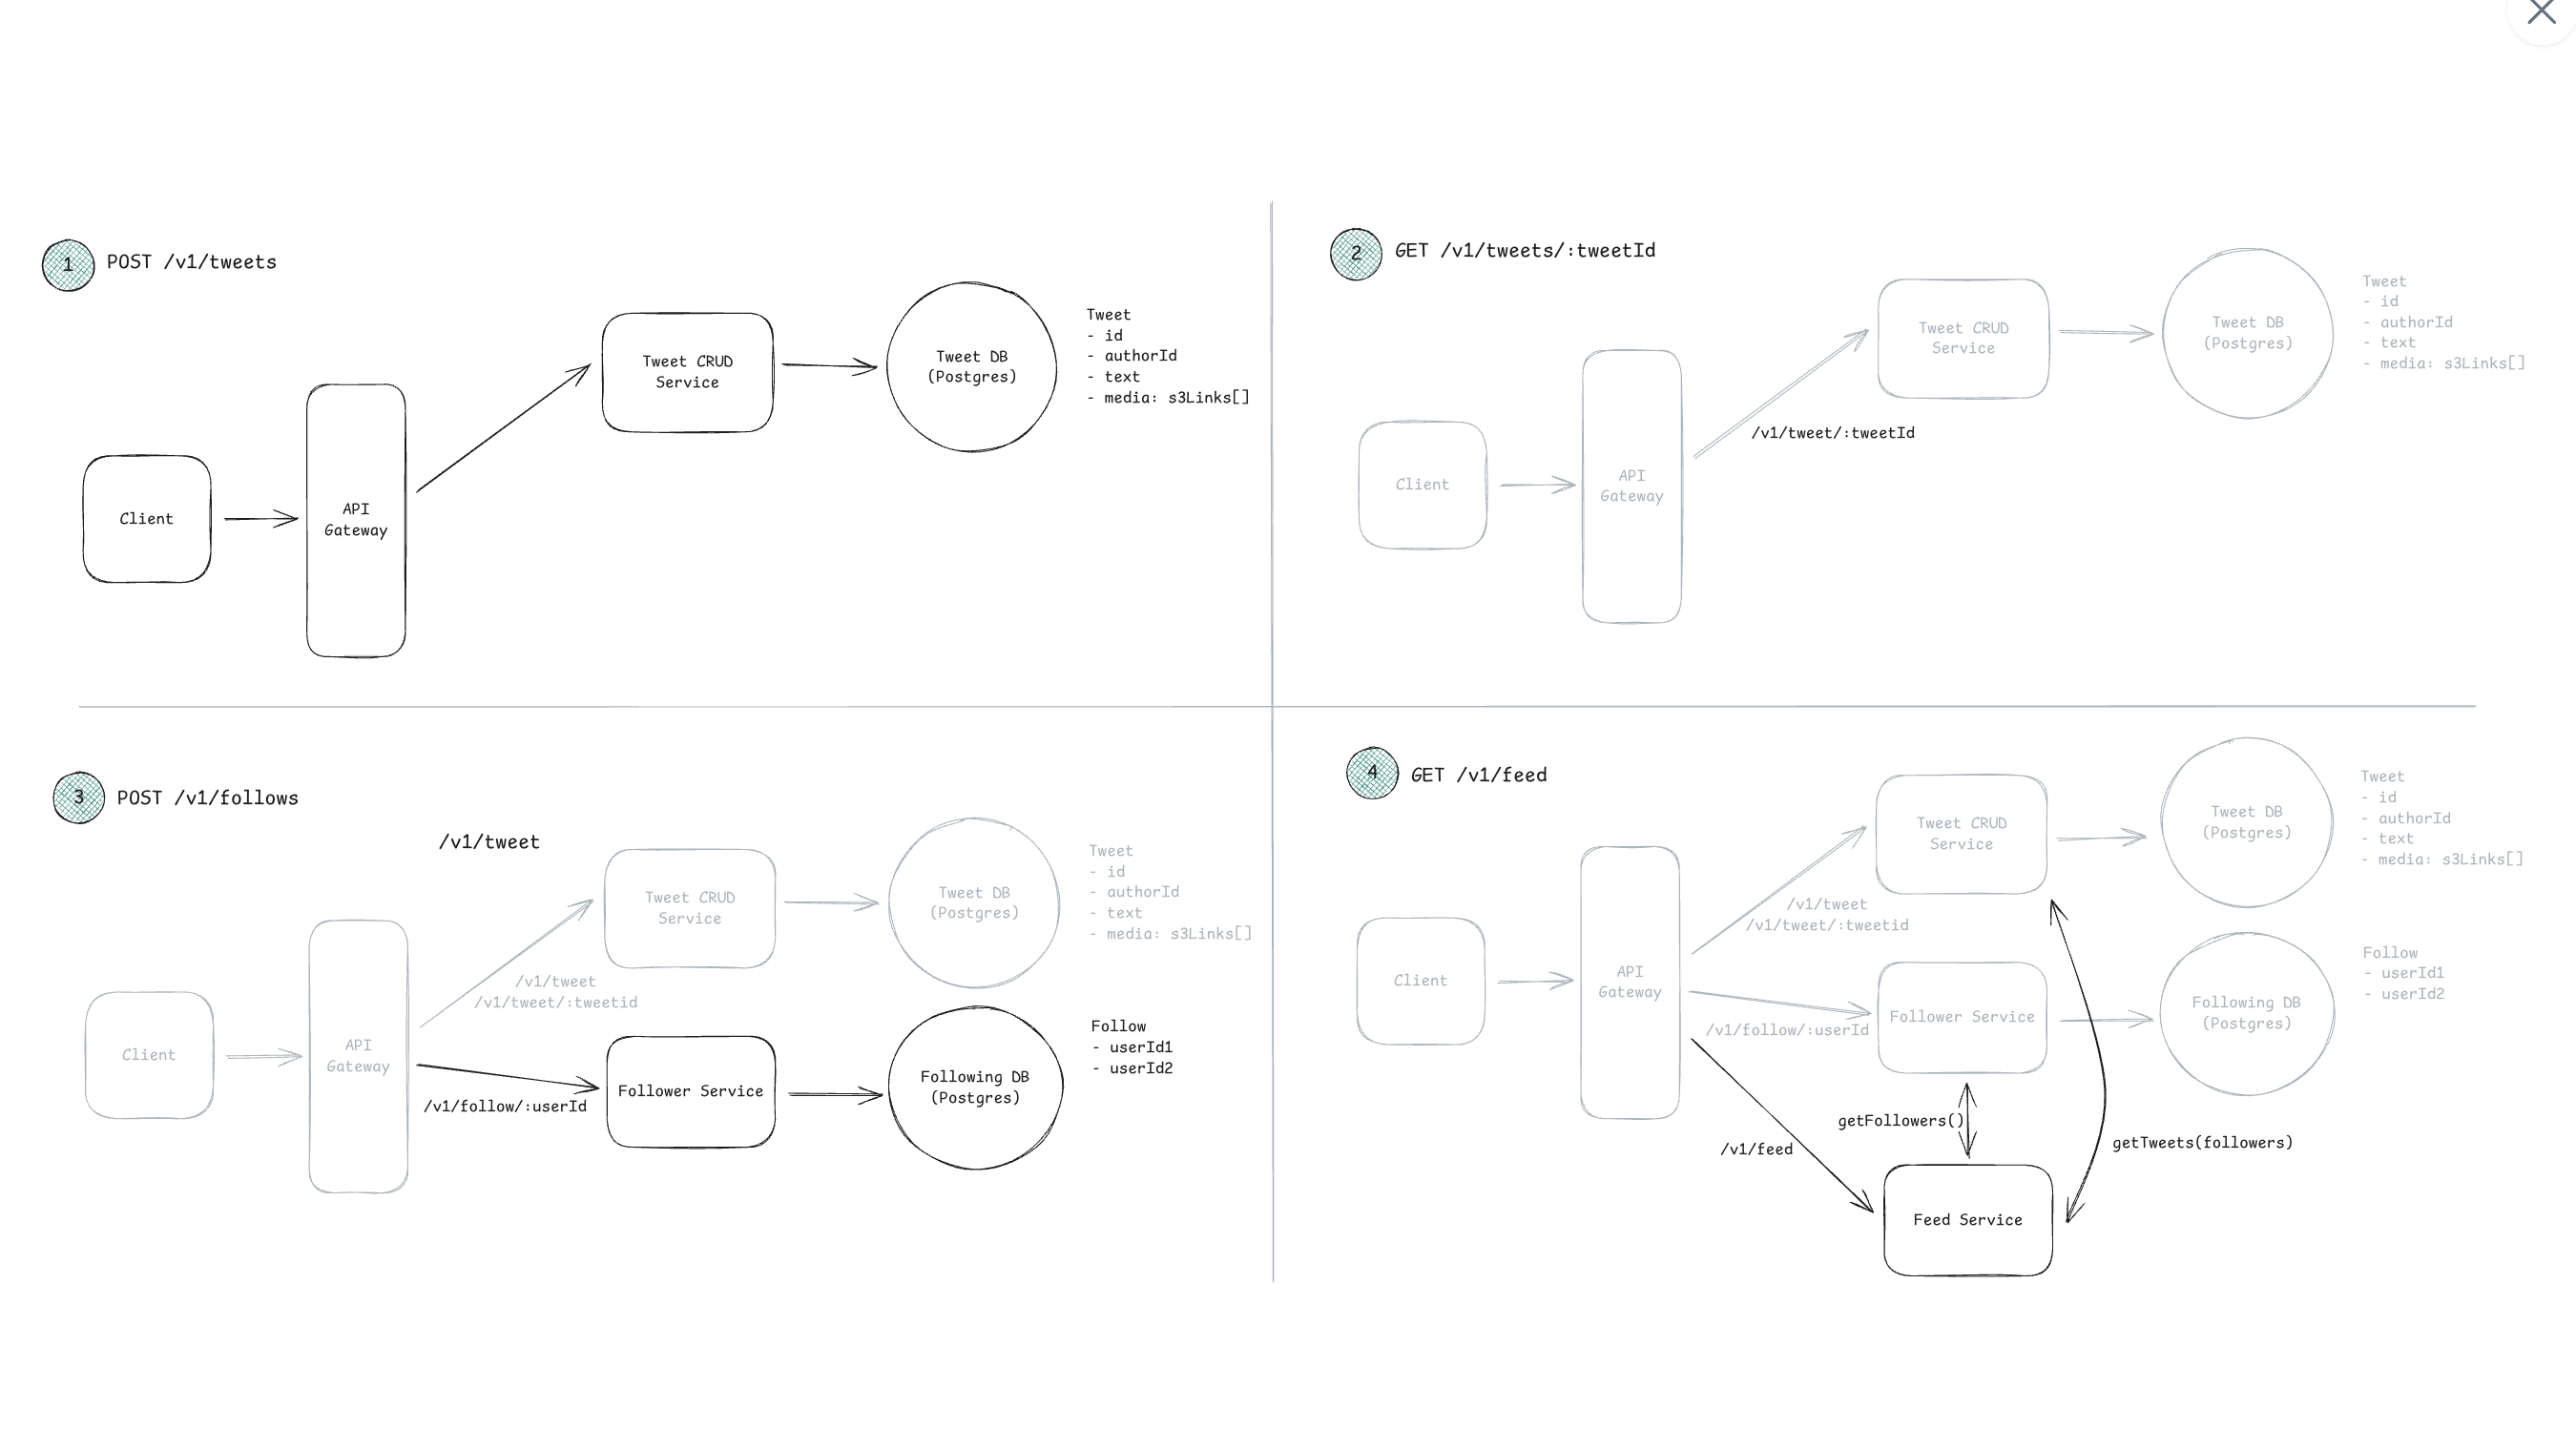 1 POST /v1/tweets
Client
API
Gateway
Tweet CRUD
Service
Tweet DB
(Postgres)
Tweet
- id
- authorId
- text
- media: s3Links[]
2 GET /v1/tweets/:tweetId
Client
API
Gateway
/v1/tweet/:tweetId
Tweet CRUD
Service
Tweet DB
(Postgres)
Tweet
- id
- authorId
- text
- media: s3Links[]
3 POST /v1/follows
/v1/tweet
Client
API
Gateway
/v1/tweet
/v1/tweet/:tweetid
Tweet CRUD
Service
Tweet DB
(Postgres)
Tweet
- id
- authorId
- text
- media: s3Links[]
/v1/follow/:userId
Follower Service
Following DB
(Postgres)
Follow
- userId1
- userId2
4 GET /v1/feed
Client
API
Gateway
/v1/tweet
/v1/tweet/:tweetid
Tweet CRUD
Service
Tweet DB
(Postgres)
Tweet
- id
- authorId
- text
- media: s3Links[]
/v1/follow/:userId
Follower Service
Following DB
(Postgres)
Follow
- userId1
- userId2
getFollowers()
/v1/feed
getTweets(followers)
Feed Service